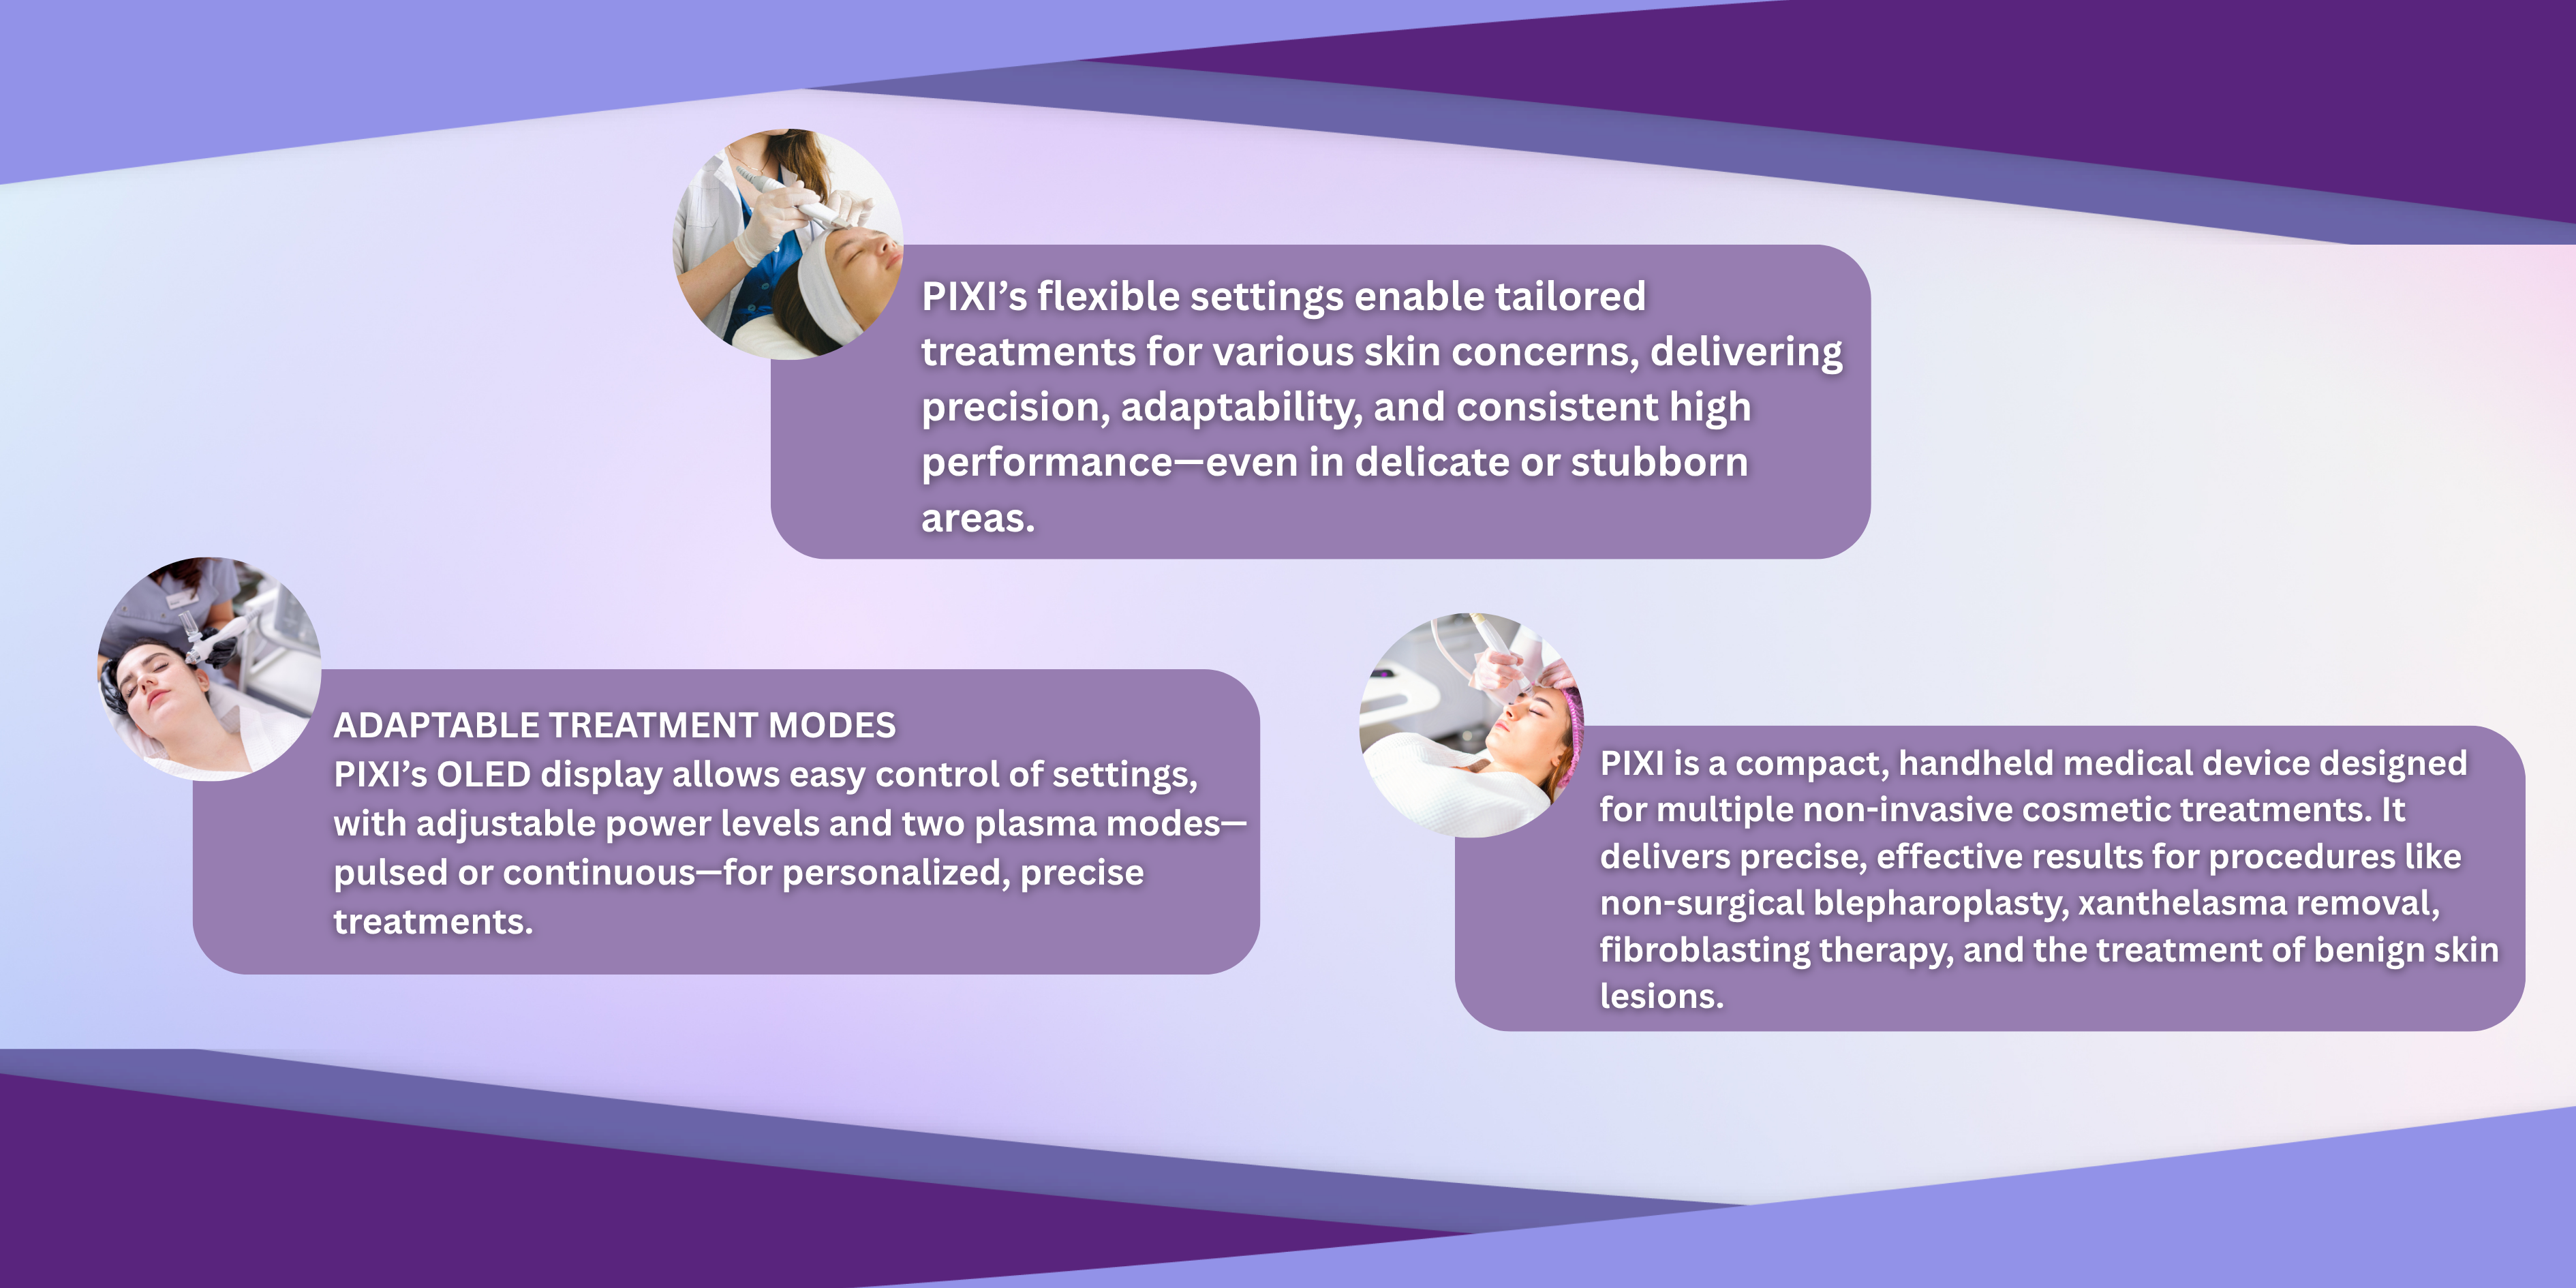 PIXI’s flexible settings enable tailored
treatments for various skin concerns, delivering
precision, adaptability, and consistent high
performance—even in delicate or stubborn
areas.
ADAPTABLE TREATMENT MODES
PIXI’s OLED display allows easy control of settings,
with adjustable power levels and two plasma modes—
pulsed or continuous—for personalized, precise
treatments.
PIXI is a compact, handheld medical device designed
for multiple non-invasive cosmetic treatments. It
delivers precise, effective results for procedures like
non-surgical blepharoplasty, xanthelasma removal,
fibroblasting therapy, and the treatment of benign skin
lesions.